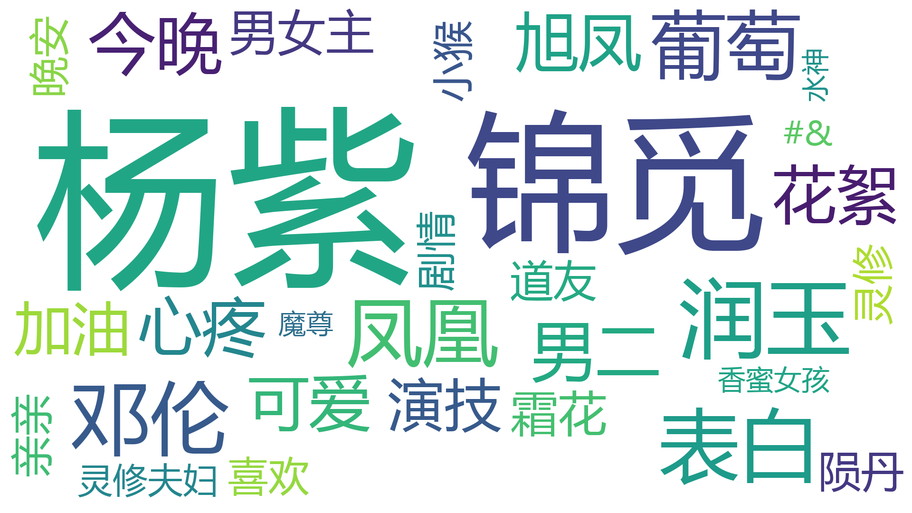 晚安
今晚
男女主
小猴
旭凤
葡萄
水神
#&
杨紫
锦觅
花絮
剧情
道友
灵修
加油
心疼
魔尊
凤凰
男二
润玉
香蜜女孩
亲亲
邓伦
可爱
演技
霜花
表白
灵修夫妇
喜欢
陨丹